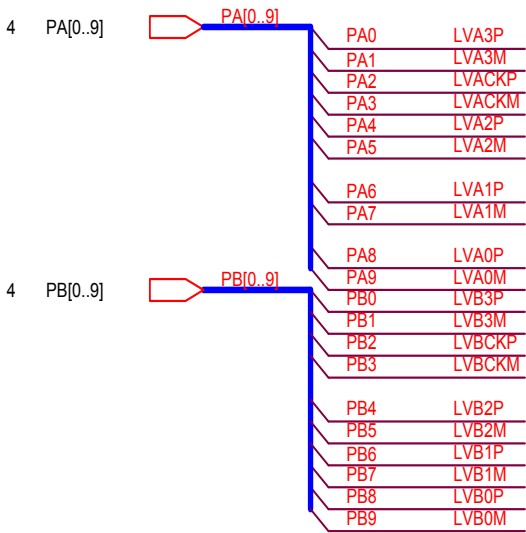 4 PA[0..9] PA[0..9]
PA0 LVA3P
PA1 LVA3M
PA2 LVACKP
PA3 LVACKM
PA4 LVA2P
PA5 LVA2M
PA6 LVA1P
PA7 LVA1M
PA8 LVA0P
PA9 LVA0M
4 PB[0..9] PB[0..9]
PB0 LVB3P
PB1 LVB3M
PB2 LVBCKP
PB3 LVBCKM
PB4 LVB2P
PB5 LVB2M
PB6 LVB1P
PB7 LVB1M
PB8 LVB0P
PB9 LVB0M